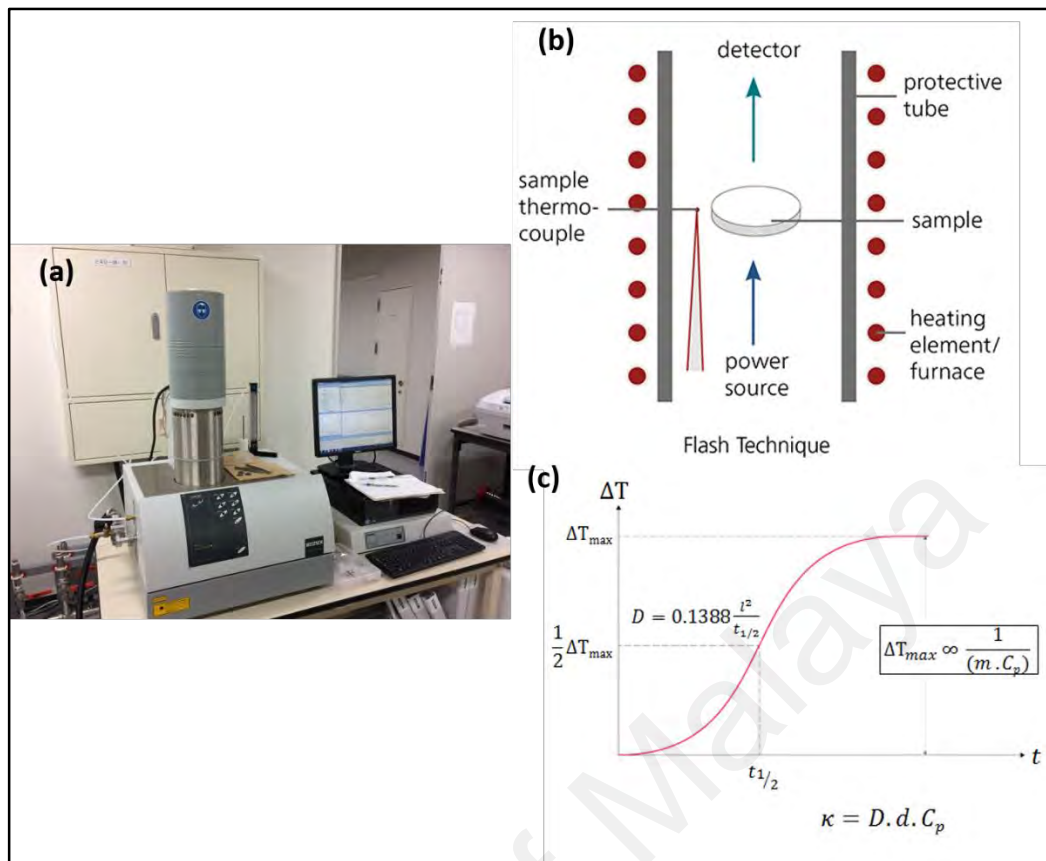 (a)
(b)
detector
protective
tube
sample
thermo-
couple
sample
heating
element/
furnace
power
source
Flash Technique
(c)
ΔT
ΔTmax
D = 0.1388 l²/t1/2
1/2 ΔTmax
ΔTmax ∞ 1/(m .Cp)
t
t1/2
κ = D. d. Cp
of Malaya